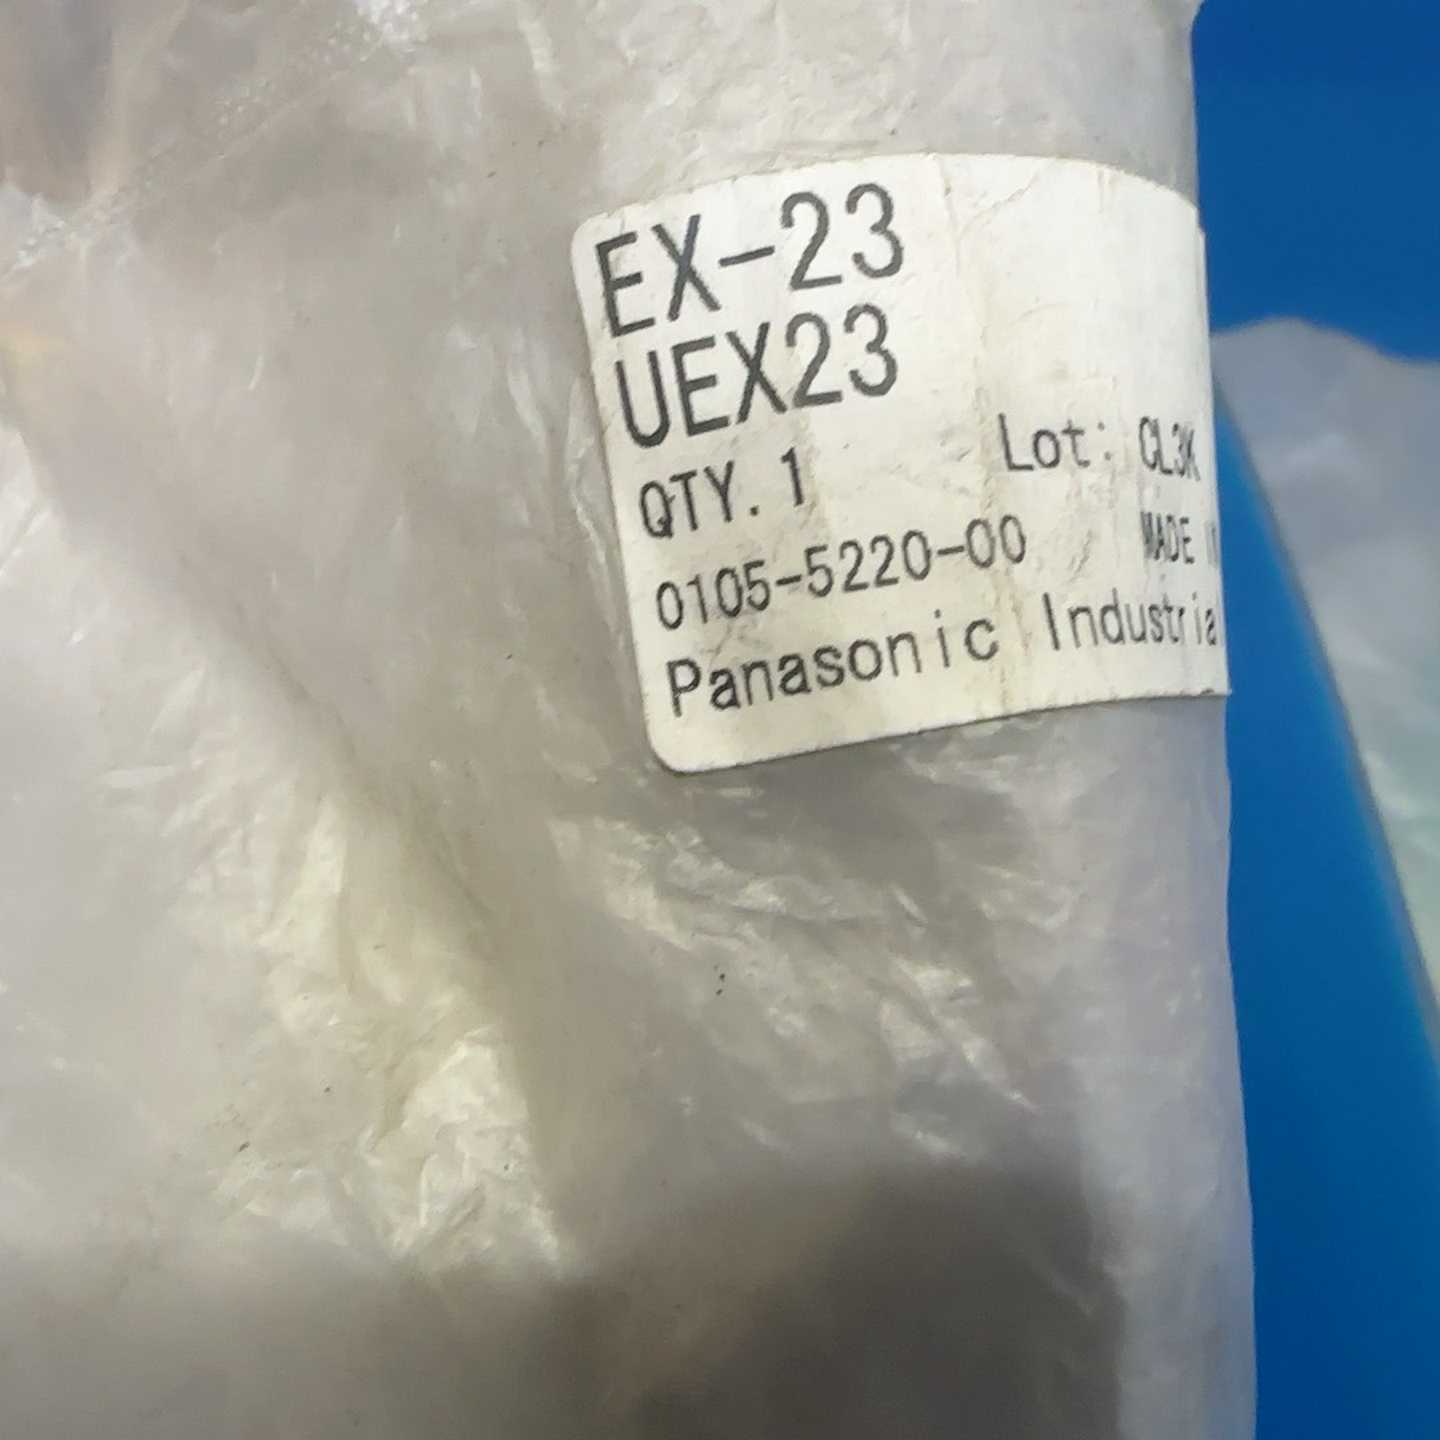 EX-23
UEX23
QTY. 1 Lot: CL3K
0105-5220-00 MADE
Panasonic Industria